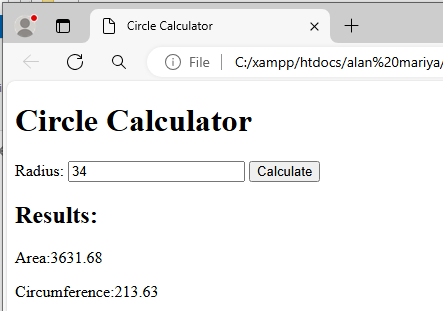 Circle Calculator
File | C:/xampp/htdocs/alan%20mariya/
Circle Calculator
Radius: 34 Calculate
Results:
Area:3631.68
Circumference:213.63